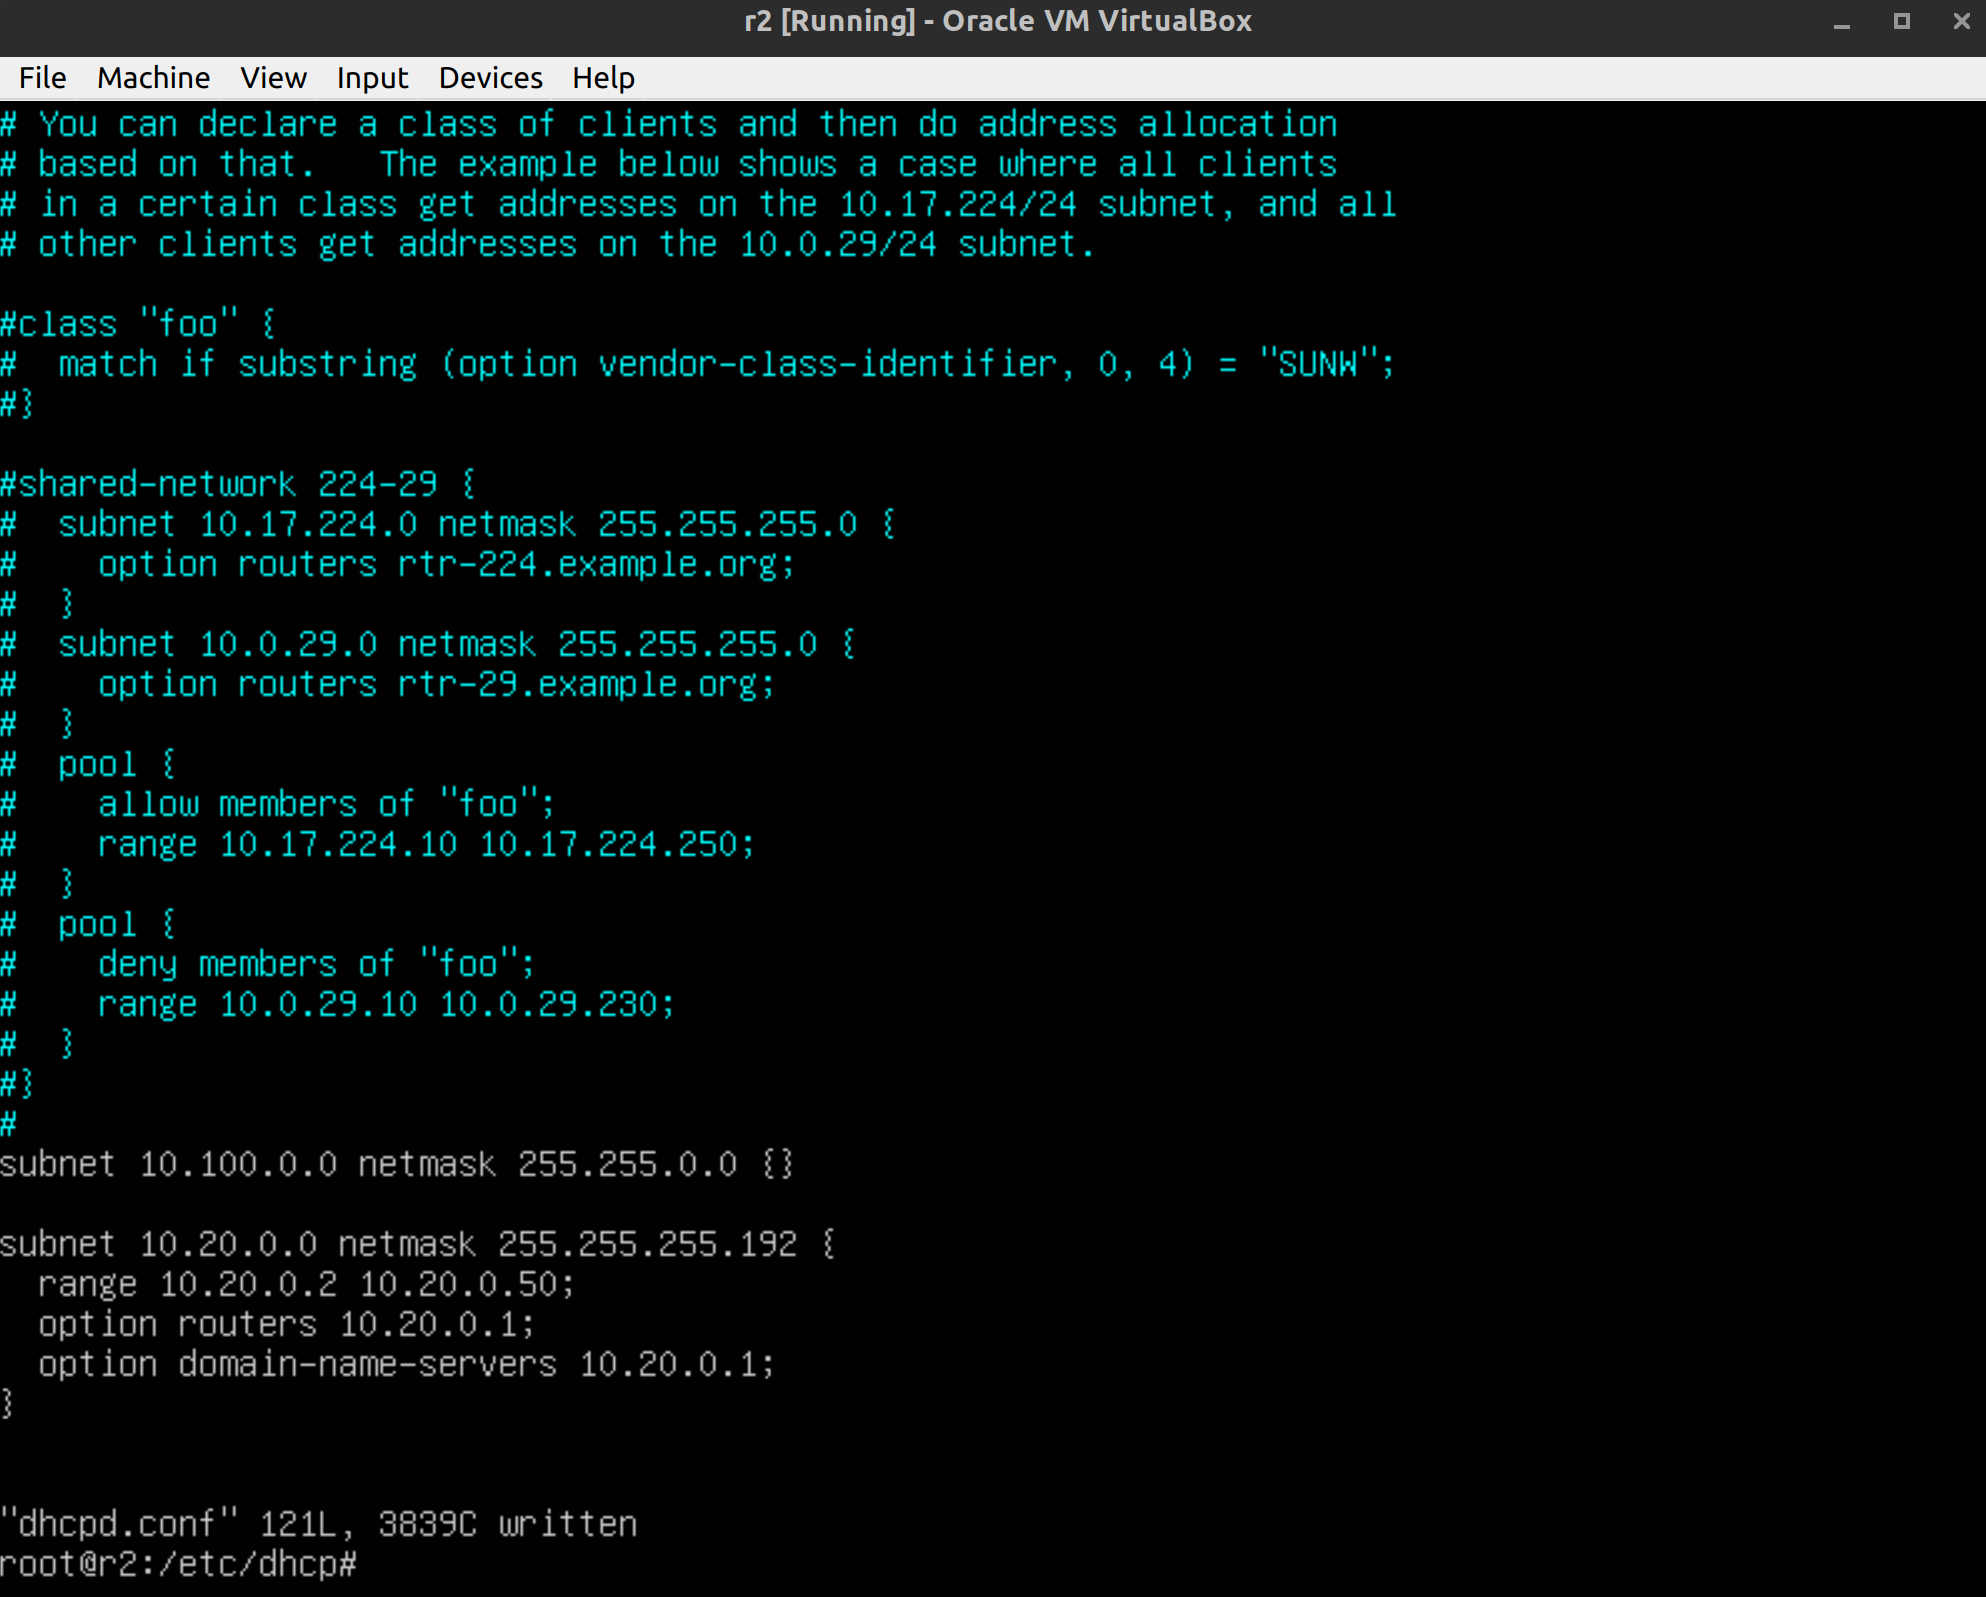 r2 [Running] - Oracle VM VirtualBox
File Machine View Input Devices Help
# You can declare a class of clients and then do address allocation
# based on that.   The example below shows a case where all clients
# in a certain class get addresses on the 10.17.224/24 subnet, and all
# other clients get addresses on the 10.0.29/24 subnet.
#class "foo" {
#  match if substring (option vendor-class-identifier, 0, 4) = "SUNW";
#}
#shared-network 224-29 {
#  subnet 10.17.224.0 netmask 255.255.255.0 {
#    option routers rtr-224.example.org;
#  }
#  subnet 10.0.29.0 netmask 255.255.255.0 {
#    option routers rtr-29.example.org;
#  }
#  pool {
#    allow members of "foo";
#    range 10.17.224.10 10.17.224.250;
#  }
#  pool {
#    deny members of "foo";
#    range 10.0.29.10 10.0.29.230;
#  }
#}
#
subnet 10.100.0.0 netmask 255.255.0.0 {}
subnet 10.20.0.0 netmask 255.255.255.192 {
  range 10.20.0.2 10.20.0.50;
  option routers 10.20.0.1;
  option domain-name-servers 10.20.0.1;
}
"dhcpd.conf" 121L, 3839C written
root@r2:/etc/dhcp#